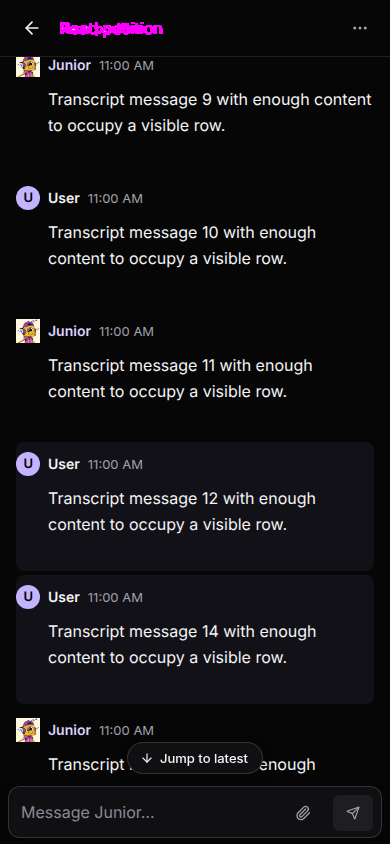 Junior 11:00 AM
Transcript message 9 with enough content
to occupy a visible row.
U User 11:00 AM
Transcript message 10 with enough
content to occupy a visible row.
Junior 11:00 AM
Transcript message 11 with enough
content to occupy a visible row.
U User 11:00 AM
Transcript message 12 with enough
content to occupy a visible row.
U User 11:00 AM
Transcript message 14 with enough
content to occupy a visible row.
Junior 11:00 AM
Transcript enough
Jump to latest
Message Junior...